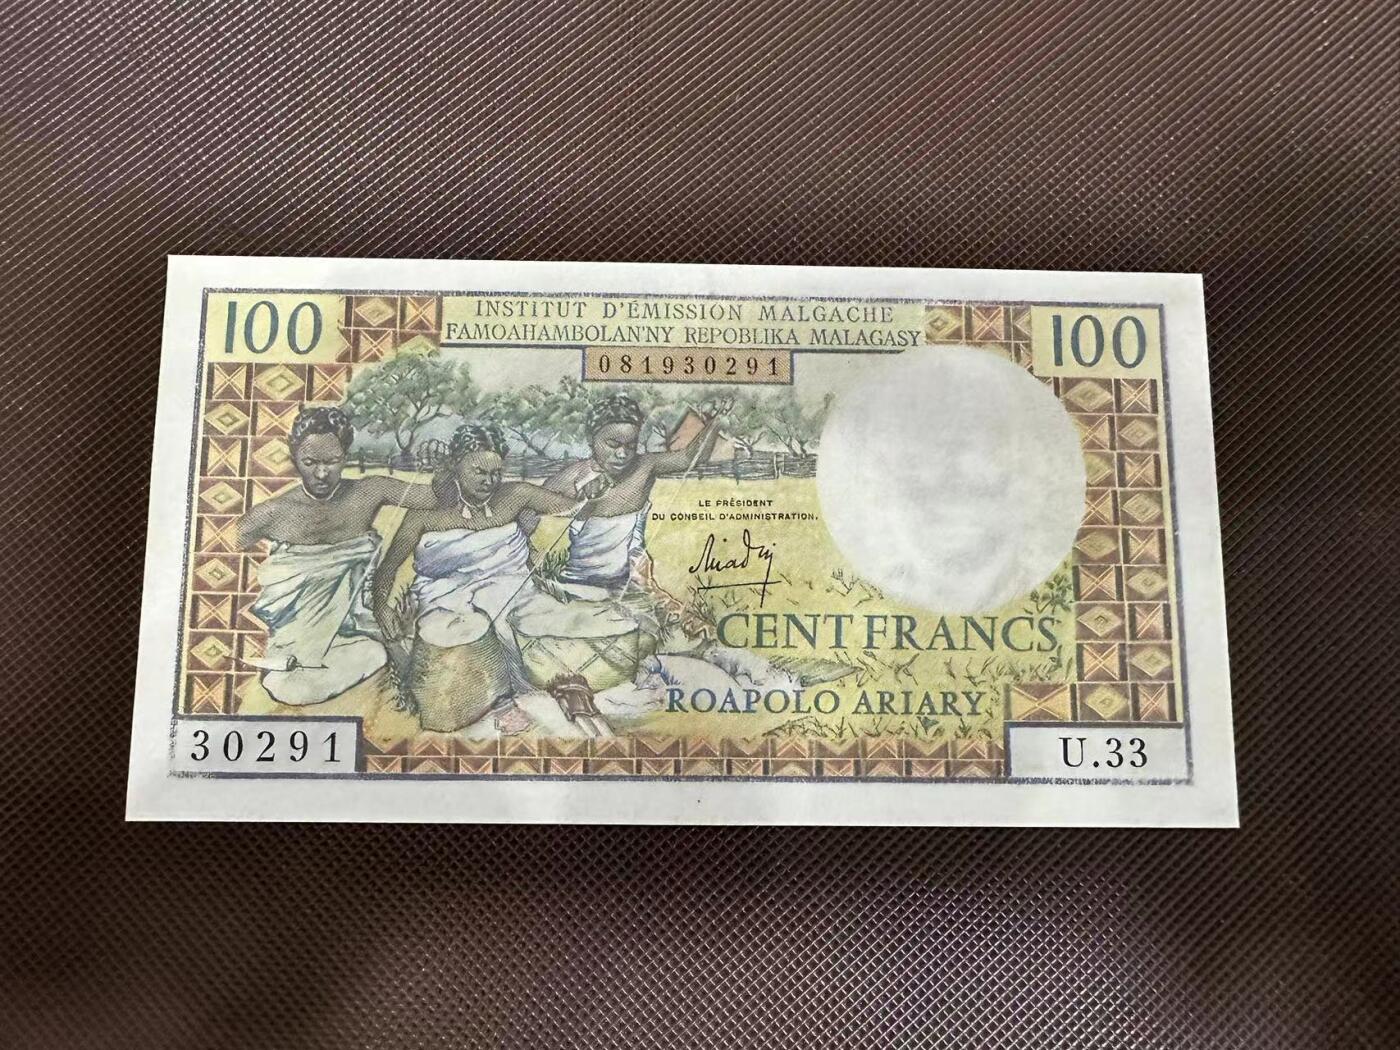 100
INSTITUT D'ÉMISSION MALGACHE
FAMOAHAMBOLAN'NY REPOBLIKA MALAGASY
100
081930291
LE PRÉSIDENT
DU CONSEIL D'ADMINISTRATION.
CENT FRANCS
ROAPOLO ARIARY
30291
U.33